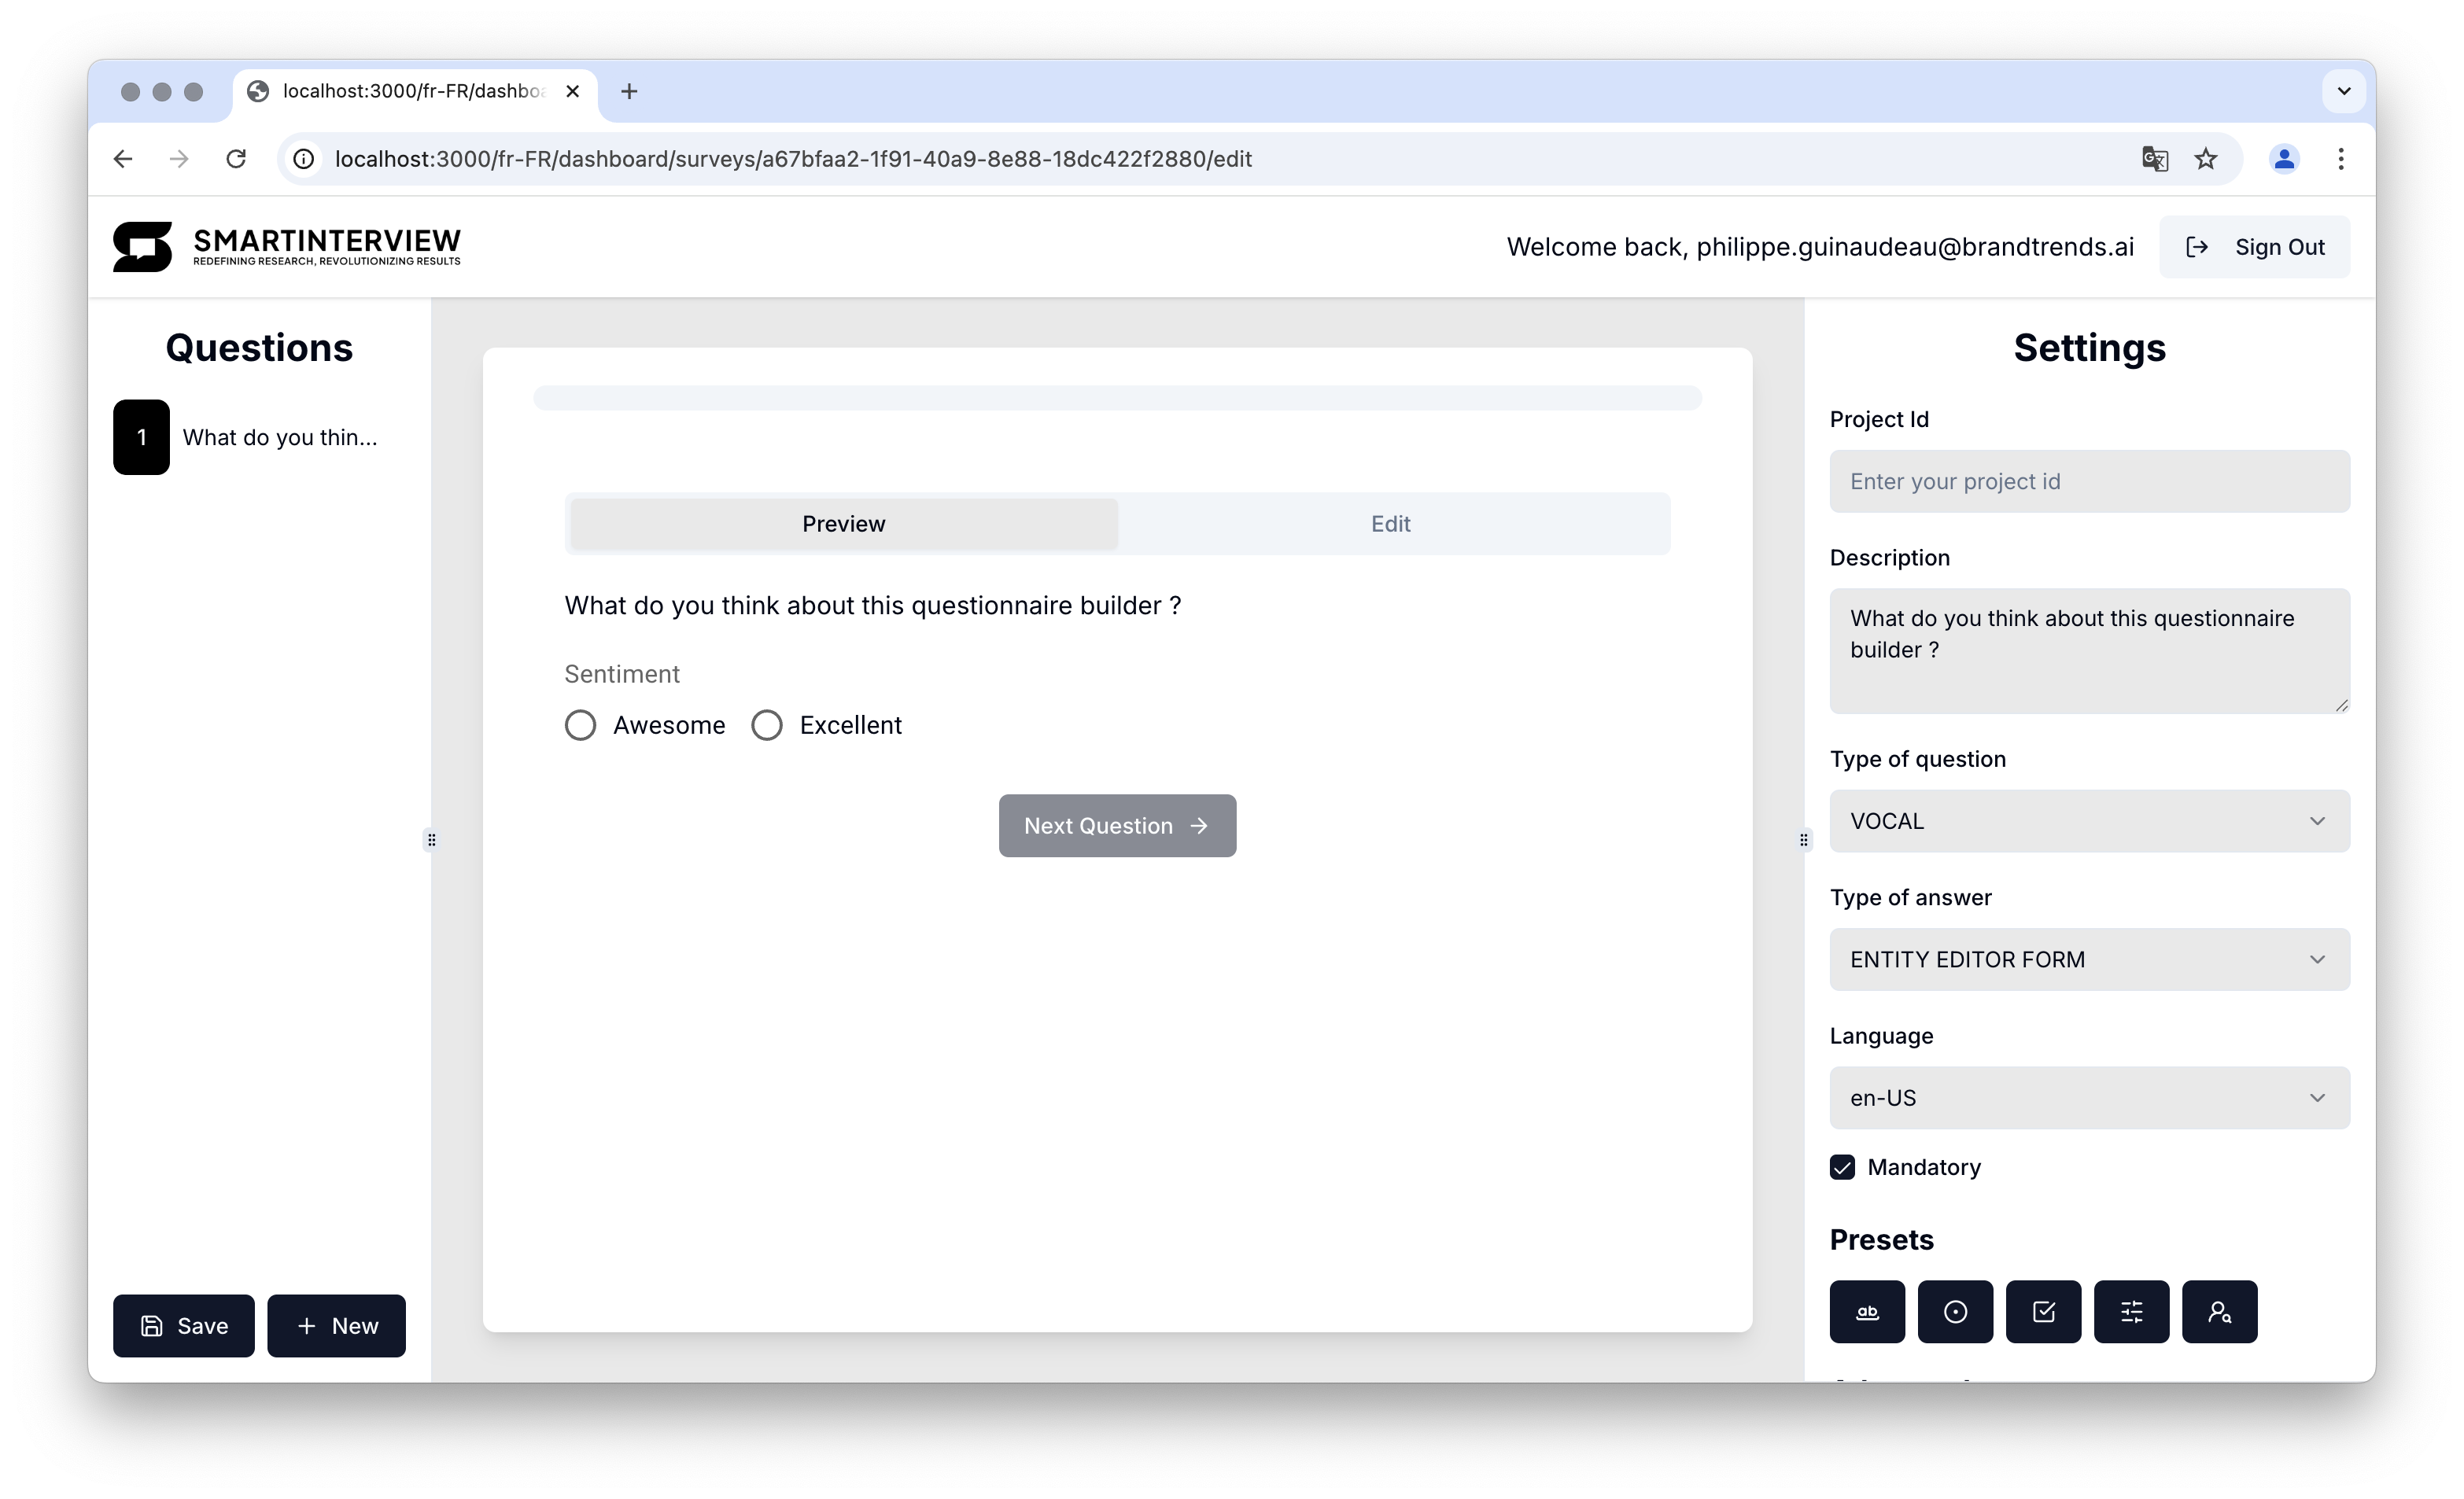 localhost:3000/fr-FR/dashboa
localhost:3000/fr-FR/dashboard/surveys/a67bfaa2-1f91-40a9-8e88-18dc422f2880/edit
SMARTINTERVIEW
REDEFINING RESEARCH, REVOLUTIONIZING RESULTS
Welcome back, philippe.guinaudeau@brandtrends.ai
Sign Out
Questions
1 What do you thin...
Save
New
Preview
Edit
What do you think about this questionnaire builder ?
Sentiment
Awesome
Excellent
Next Question
Settings
Project Id
Enter your project id
Description
What do you think about this questionnaire
builder ?
Type of question
VOCAL
Type of answer
ENTITY EDITOR FORM
Language
en-US
Mandatory
Presets
ab